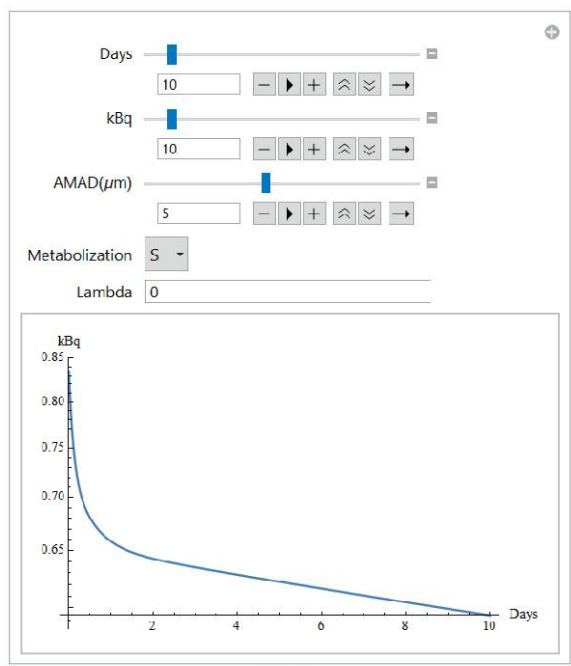 Days
10
kBq
10
AMAD(μm)
5
Metabolization S
Lambda 0
kBq
0.85
0.80
0.75
0.70
0.65
Days
2 4 6 8 10